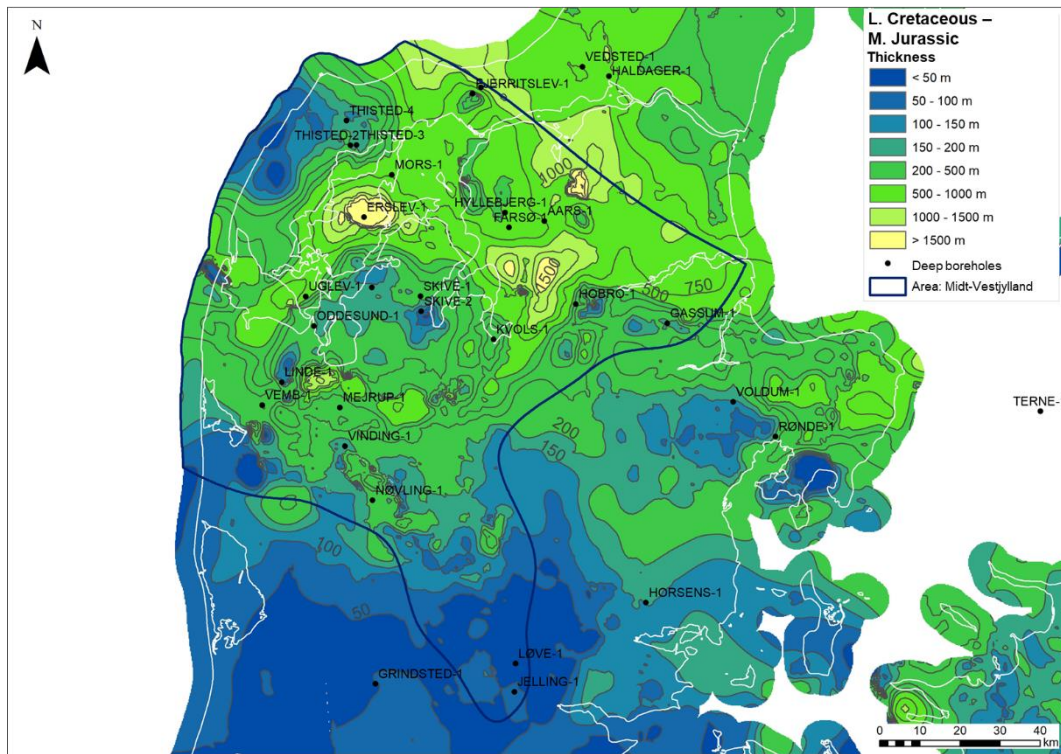 N
L. Cretaceous –
M. Jurassic
Thickness
< 50 m
50 - 100 m
100 - 150 m
150 - 200 m
200 - 500 m
500 - 1000 m
1000 - 1500 m
> 1500 m
Deep boreholes
Area: Midt-Vestjylland
VEDSTED-1
HALDAGER-1
FJERRITSLEV-1
THISTED-4
THISTED-2
THISTED-3
MORS-1
1000
HYLLEBJERG-1
ERSLEV-1
FARSØ-1
AARS-1
1500
UGLEV-1
SKIVE-1
SKIVE-2
HOBRO-1
500
750
ODDESUND-1
GASSUM-1
KVOLS-1
LINDE-1
VEMB-1
MEJRUP-1
VOLDUM-1
TERNE-
VINDING-1
200
RØNDE-1
150
NØVLING-1
100
50
HORSENS-1
LØVE-1
GRINDSTED-1
JELLING-1
0 10 20 40
km